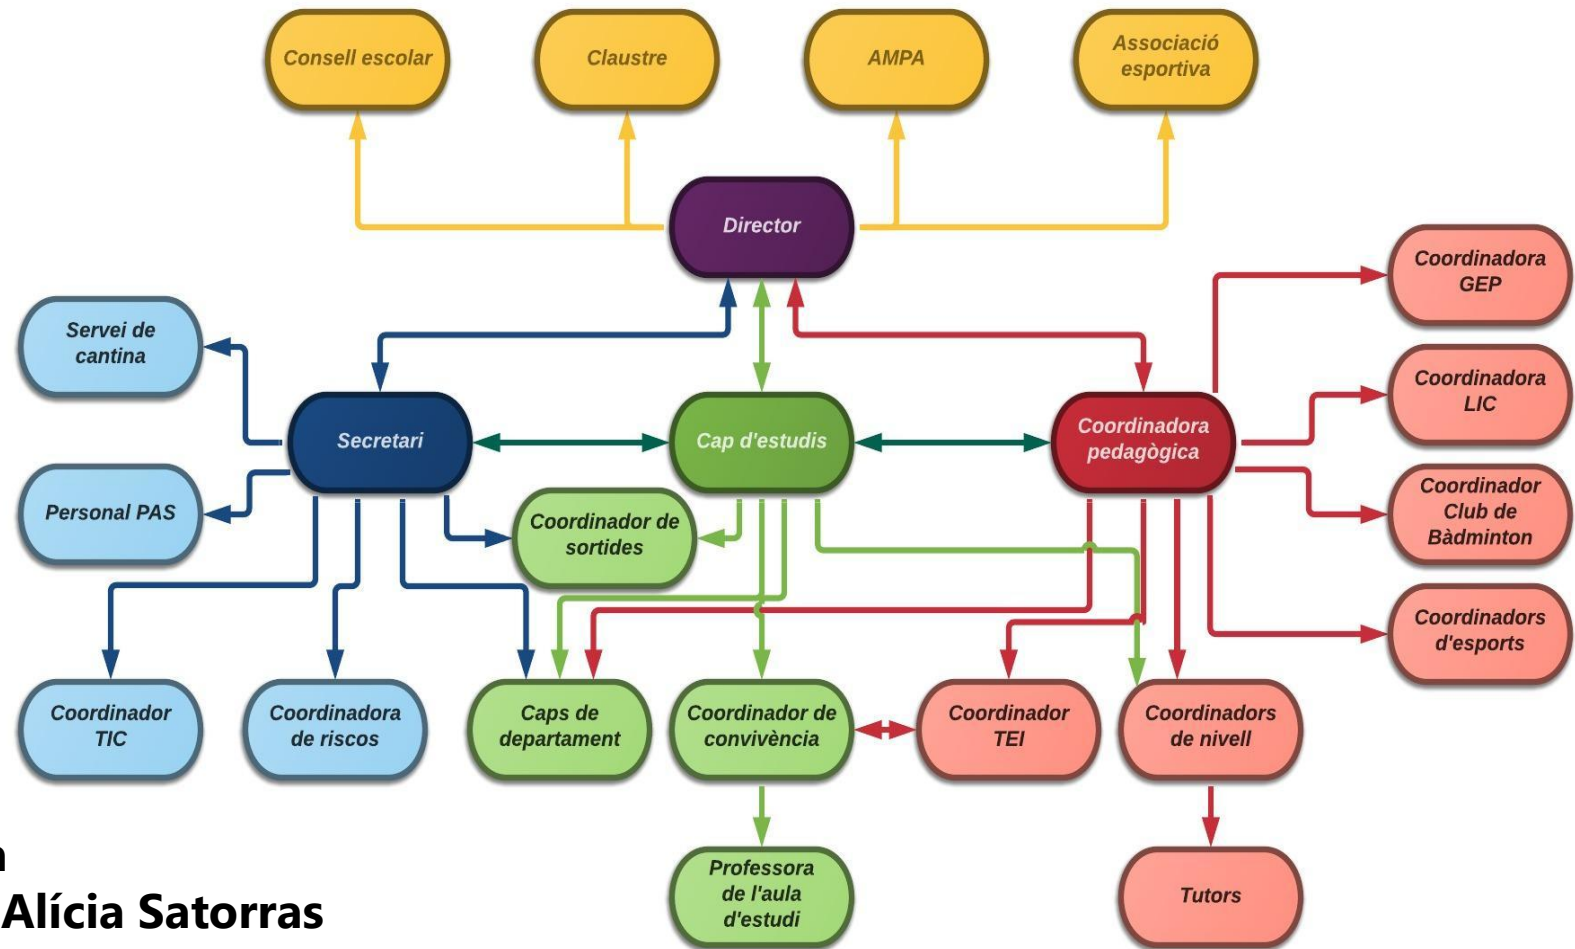 Consell escolar
Claustre
AMPA
Associació
esportiva
Director
Coordinadora
GEP
Servei de
cantina
Coordinadora
LIC
Secretari
Cap d'estudis
Coordinadora
pedagògica
Personal PAS
Coordinador de
sortides
Coordinador
Club de
Bàdminton
Coordinadors
d'esports
Coordinador
TIC
Coordinadora
de riscos
Caps de
departament
Coordinador de
convivència
Coordinador
TEI
Coordinadors
de nivell
Professora
de l'aula
d'estudi
Tutors
Alícia Satorras